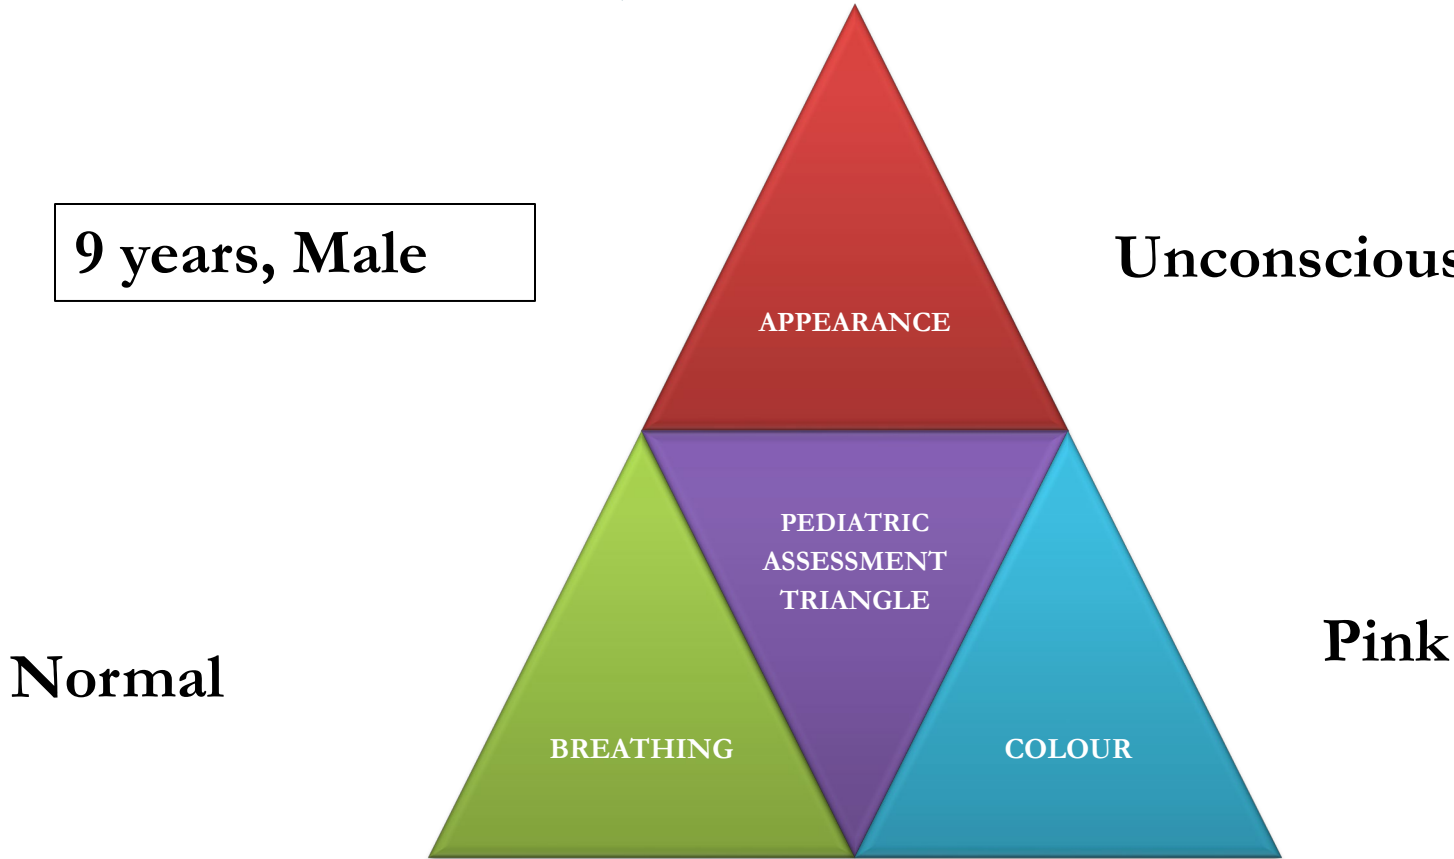 9 years, Male
Unconscious
APPEARANCE
PEDIATRIC
ASSESSMENT
TRIANGLE
Pink
Normal
BREATHING
COLOUR